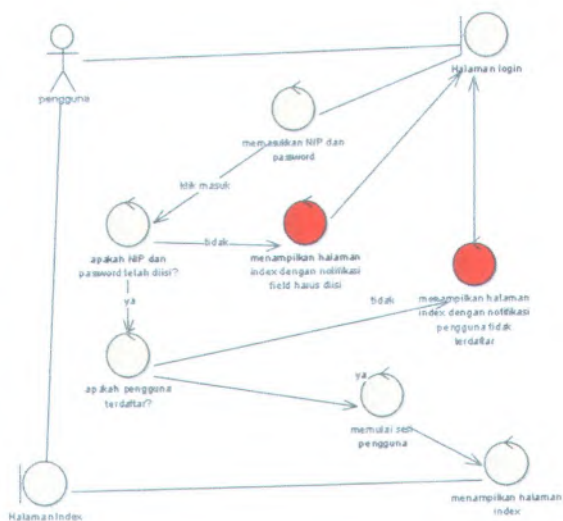 pengguna
Halaman login
memasukkan NIP dan
password
klik masuk
apakah NIP dan
password telah diisi?
tidak
menampilkan halaman
index dengan notifikasi
field harus diisi
ya
tidak
menampilkan halaman
index dengan notifikasi
pengguna tidak
terdaftar
apakah pengguna
terdaftar?
ya
memulai sesi
pengguna
menampilkan halaman
index
Halaman Index